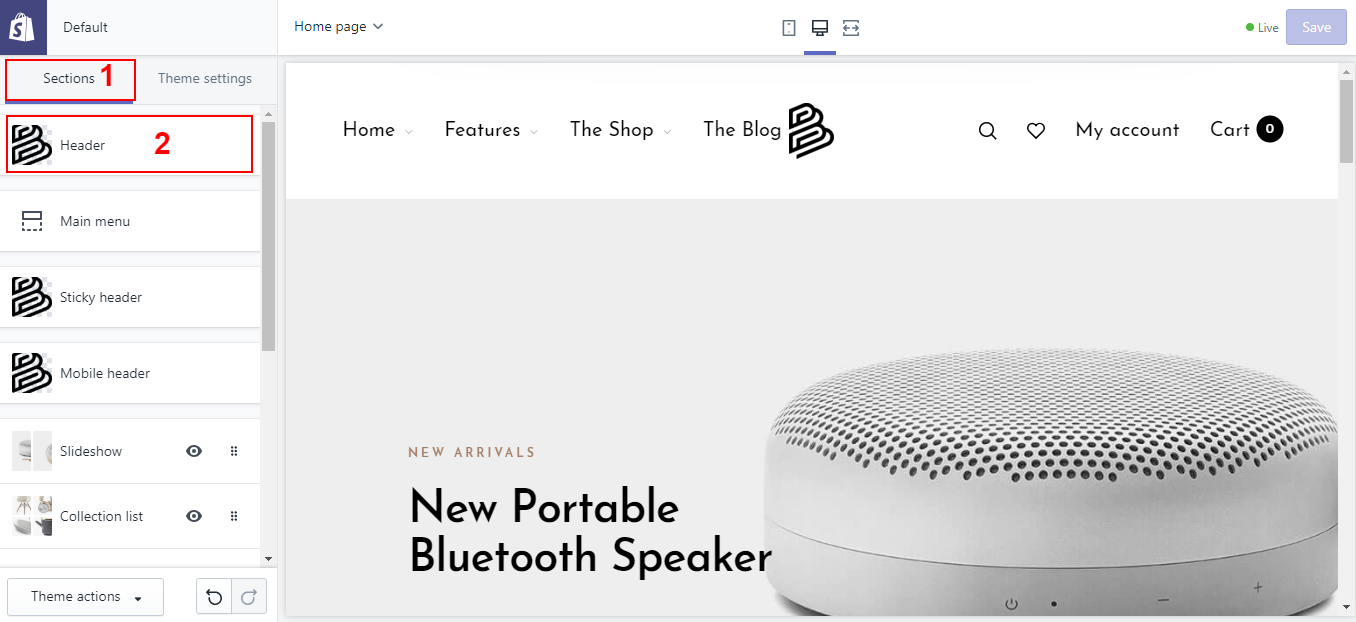 Default
Home page
Live
Save
Sections 1
Theme settings
Header 2
Main menu
Sticky header
Mobile header
Slideshow
Collection list
Theme actions
Home
Features
The Shop
The Blog
My account
Cart 0
NEW ARRIVALS
New Portable
Bluetooth Speaker